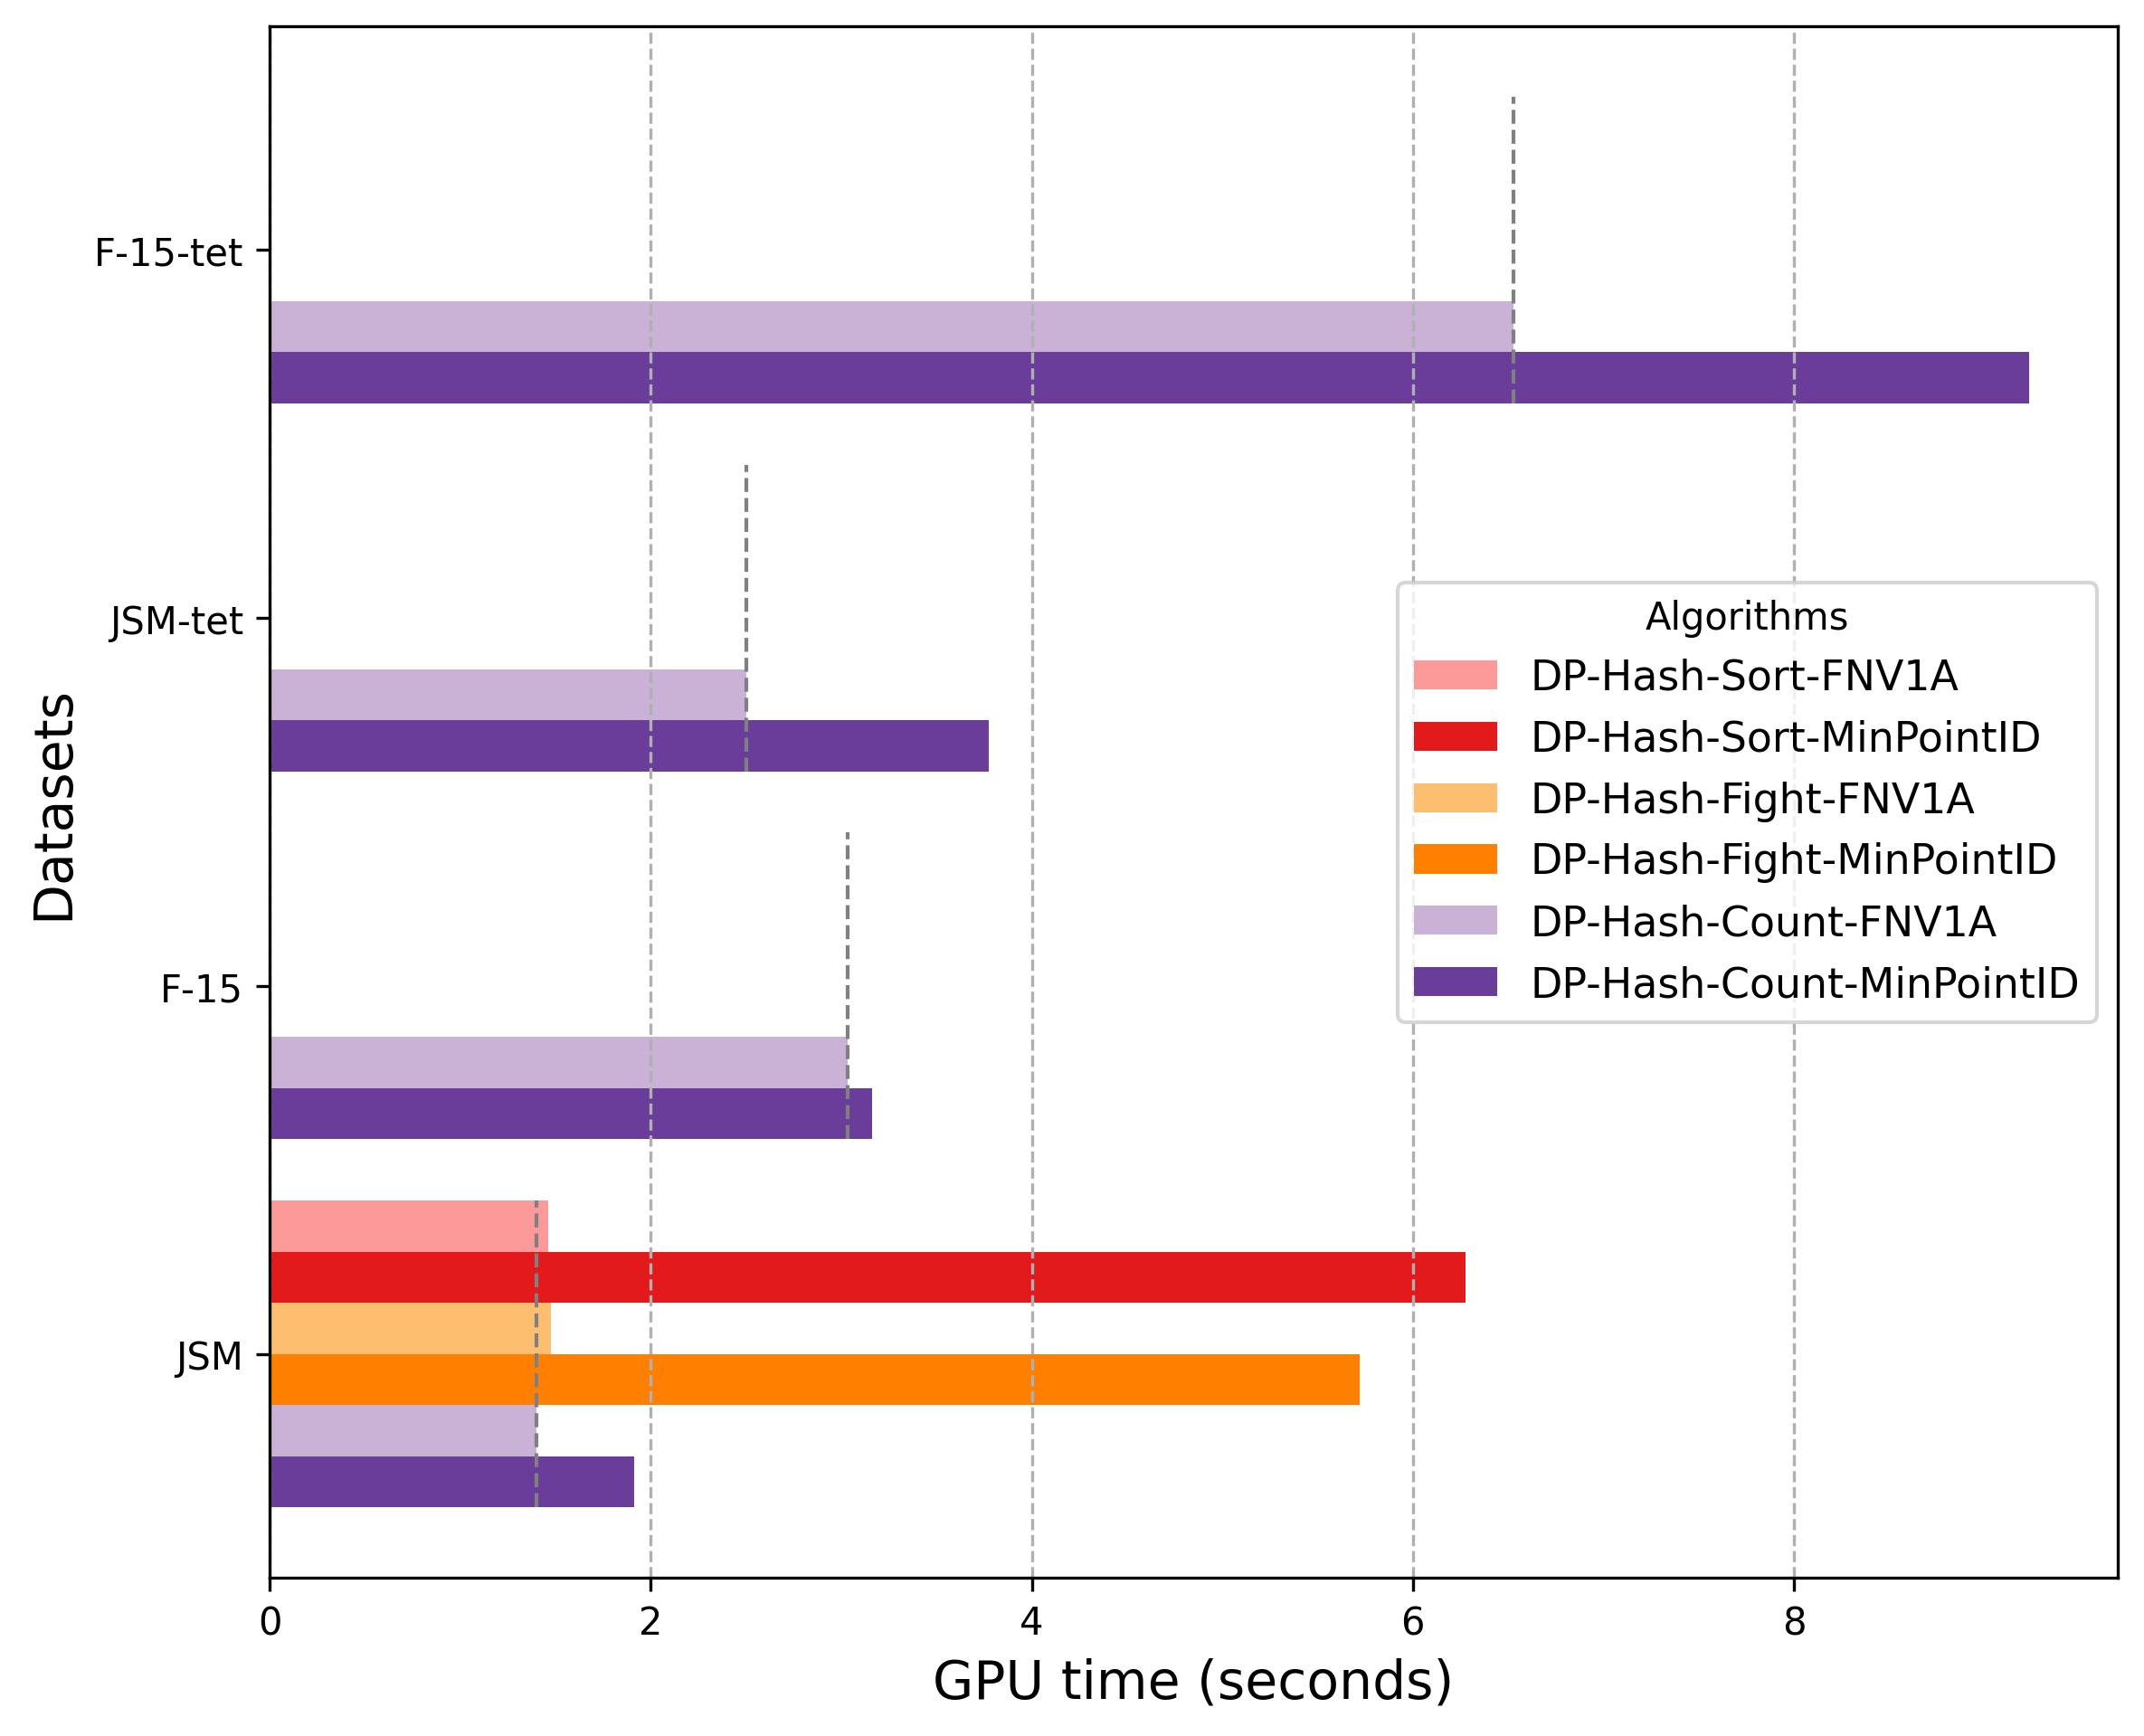 F-15-tet
JSM-tet
F-15
JSM
Datasets
Algorithms
DP-Hash-Sort-FNV1A
DP-Hash-Sort-MinPointID
DP-Hash-Fight-FNV1A
DP-Hash-Fight-MinPointID
DP-Hash-Count-FNV1A
DP-Hash-Count-MinPointID
0 2 4 6 8
GPU time (seconds)